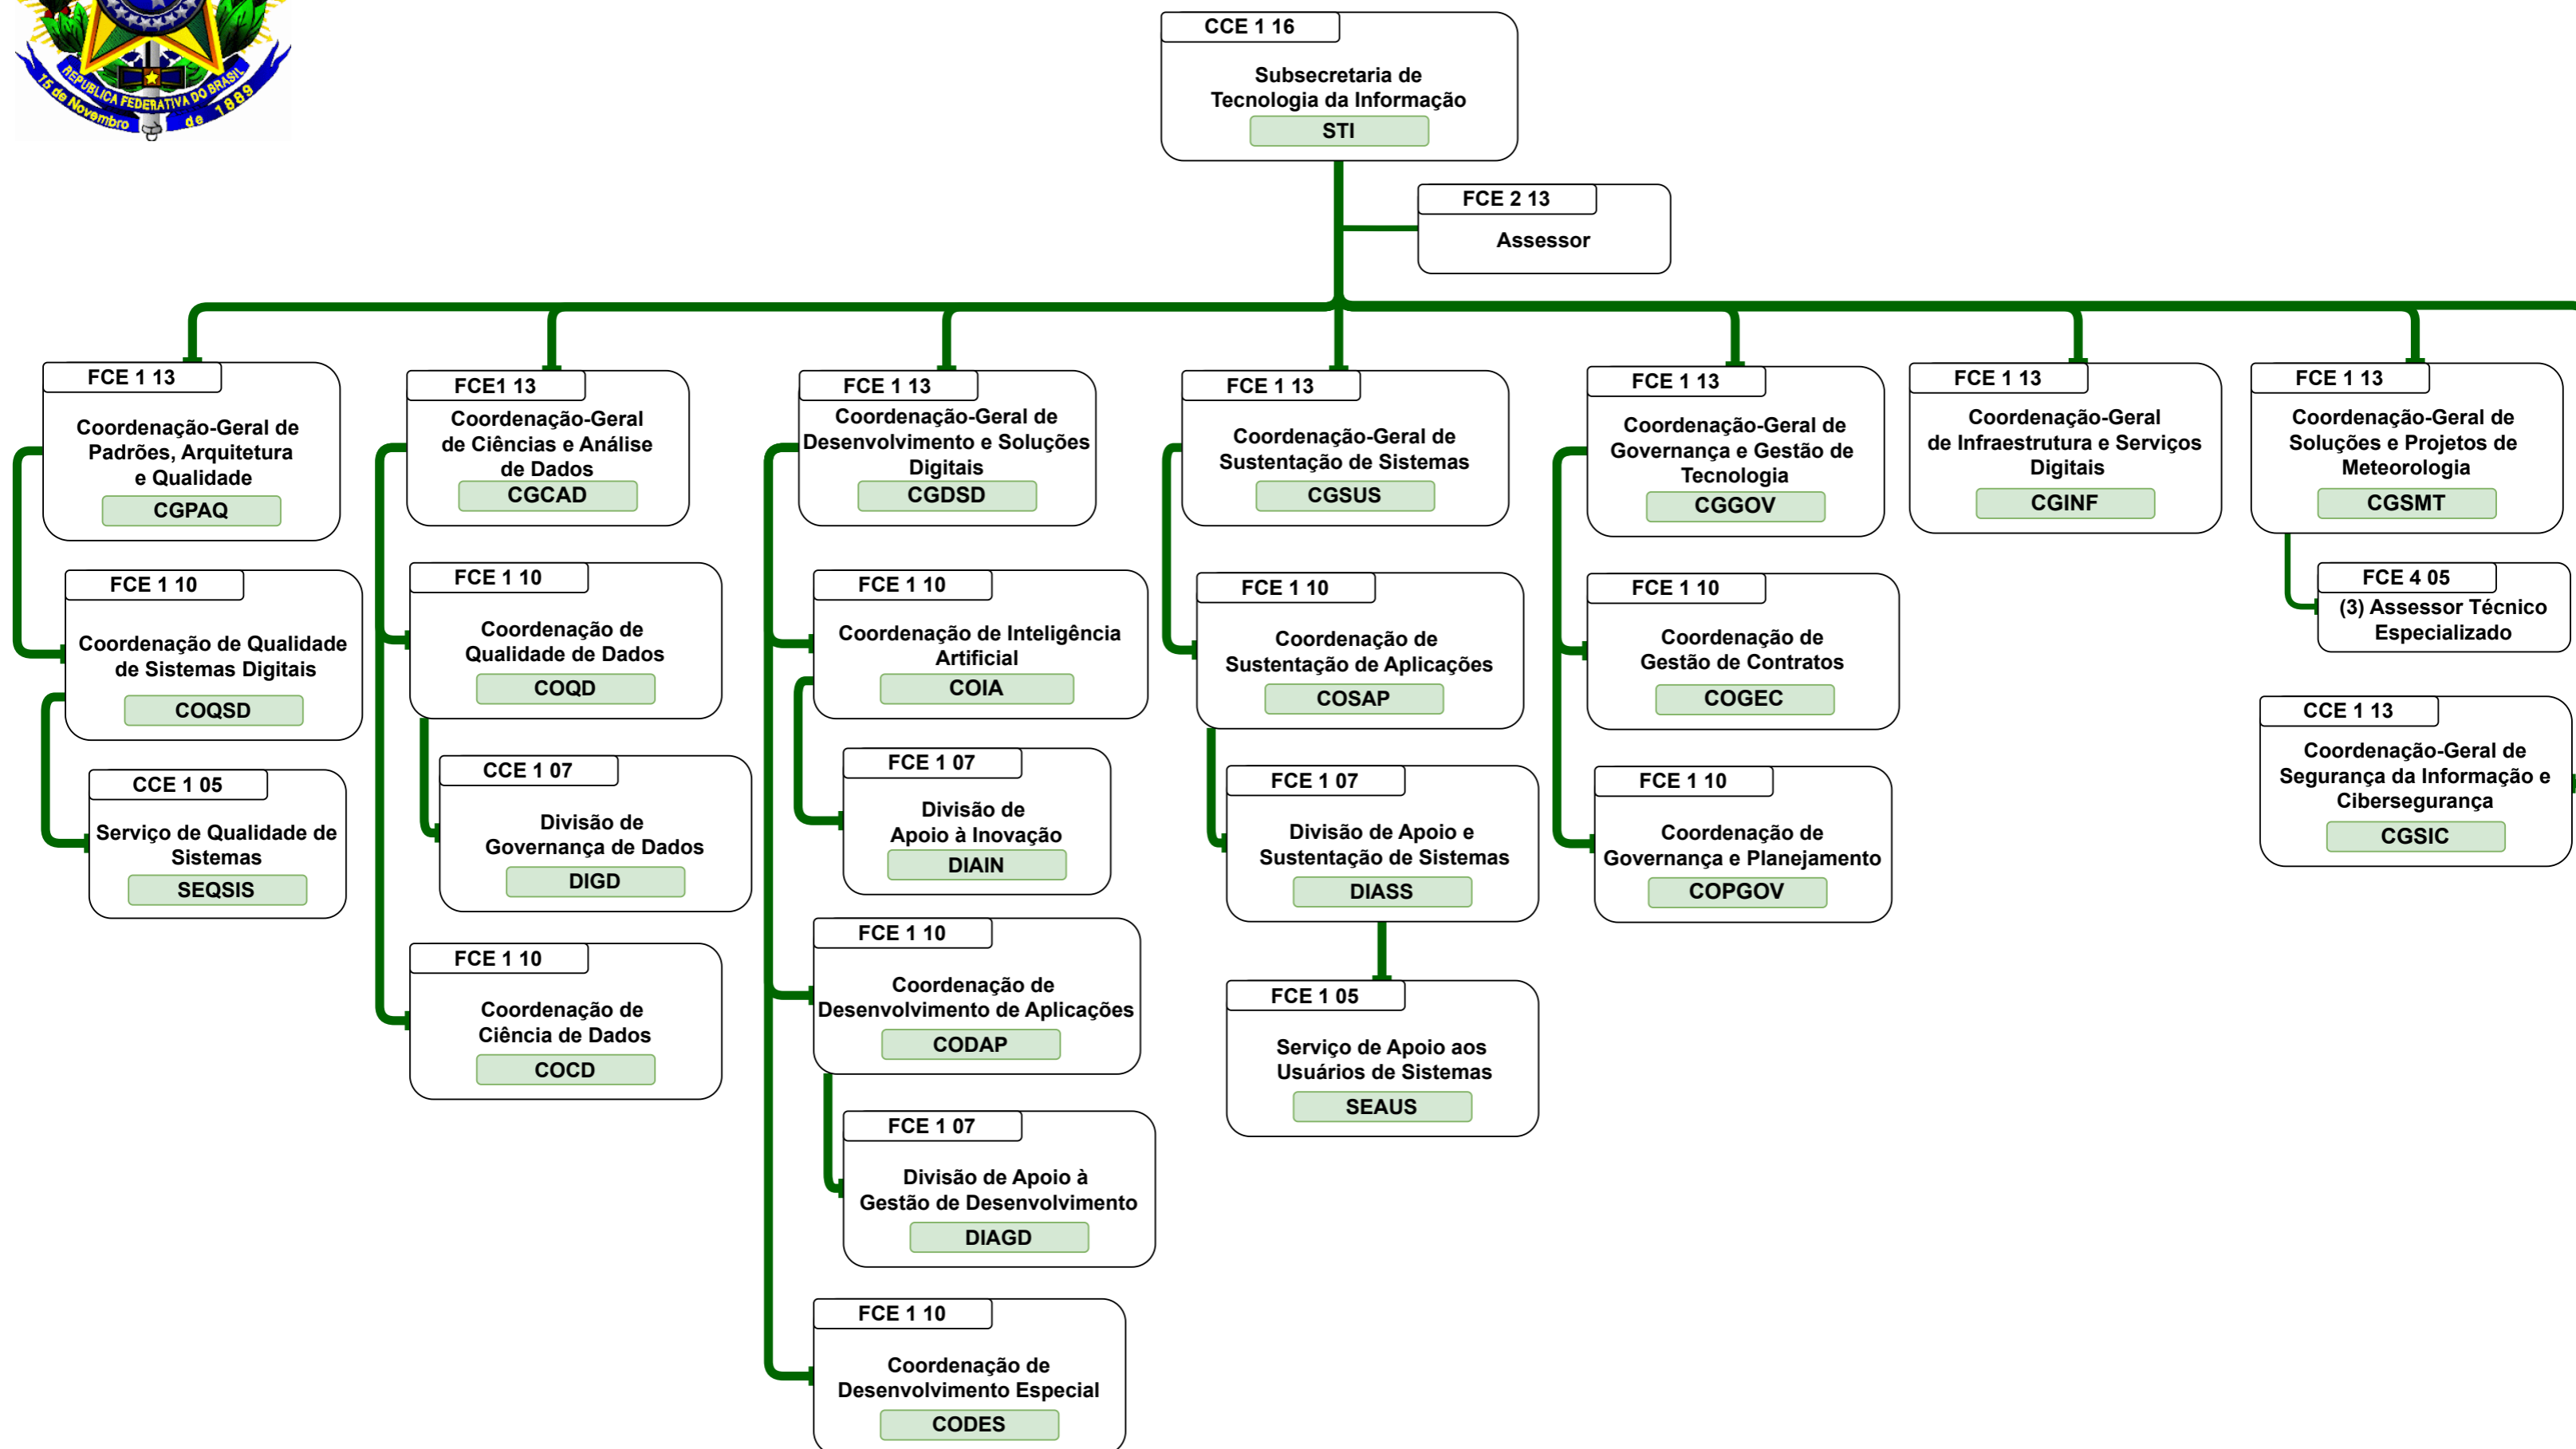 REPUBLICA FEDERATIVA DO BRASIL
15 de Novembro de 1889
CCE 1 16
Subsecretaria de
Tecnologia da Informação
STI
FCE 2 13
Assessor
FCE 1 13
Coordenação-Geral de
Padrões, Arquitetura
e Qualidade
CGPAQ
FCE 1 10
Coordenação de Qualidade
de Sistemas Digitais
COQSD
CCE 1 05
Serviço de Qualidade de
Sistemas
SEQSIS
FCE1 13
Coordenação-Geral
de Ciências e Análise
de Dados
CGCAD
FCE 1 10
Coordenação de
Qualidade de Dados
COQD
CCE 1 07
Divisão de
Governança de Dados
DIGD
FCE 1 10
Coordenação de
Ciência de Dados
COCD
FCE 1 13
Coordenação-Geral de
Desenvolvimento e Soluções
Digitais
CGDSD
FCE 1 10
Coordenação de Inteligência
Artificial
COIA
FCE 1 07
Divisão de
Apoio à Inovação
DIAIN
FCE 1 10
Coordenação de
Desenvolvimento de Aplicações
CODAP
FCE 1 07
Divisão de Apoio à
Gestão de Desenvolvimento
DIAGD
FCE 1 10
Coordenação de
Desenvolvimento Especial
CODES
FCE 1 13
Coordenação-Geral de
Sustentação de Sistemas
CGSUS
FCE 1 10
Coordenação de
Sustentação de Aplicações
COSAP
FCE 1 07
Divisão de Apoio e
Sustentação de Sistemas
DIASS
FCE 1 05
Serviço de Apoio aos
Usuários de Sistemas
SEAUS
FCE 1 13
Coordenação-Geral de
Governança e Gestão de
Tecnologia
CGGOV
FCE 1 10
Coordenação de
Gestão de Contratos
COGEC
FCE 1 10
Coordenação de
Governança e Planejamento
COPGOV
FCE 1 13
Coordenação-Geral
de Infraestrutura e Serviços
Digitais
CGINF
FCE 1 13
Coordenação-Geral de
Soluções e Projetos de
Meteorologia
CGSMT
FCE 4 05
(3) Assessor Técnico
Especializado
CCE 1 13
Coordenação-Geral de
Segurança da Informação e
Cibersegurança
CGSIC